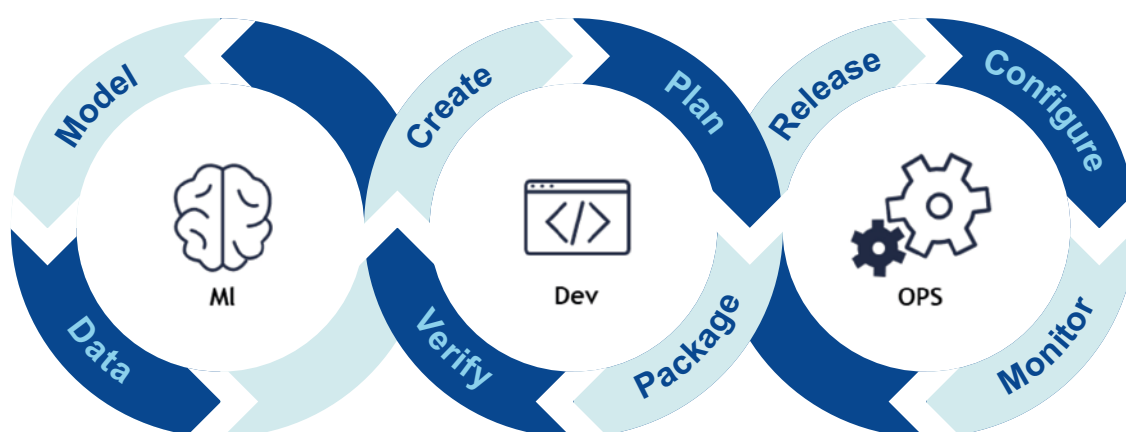 Model
Create
Plan
Release
Configure
Ml
Dev
OPS
Data
Verify
Package
Monitor